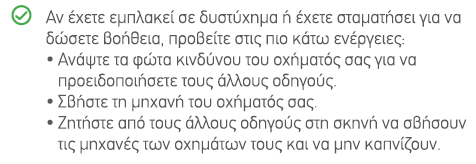 Αν έχετε εμπλακεί σε δυστύχημα ή έχετε σταματήσει για να
δώσετε βοήθεια, προβείτε στις πιο κάτω ενέργειες:
• Ανάψτε τα φώτα κινδύνου του οχήματός σας για να
προειδοποιήσετε τους άλλους οδηγούς.
• Σβήστε τη μηχανή του οχήματός σας.
• Ζητήστε από τους άλλους οδηγούς στη σκηνή να σβήσουν
τις μηχανές των οχημάτων τους και να μην καπνίζουν.